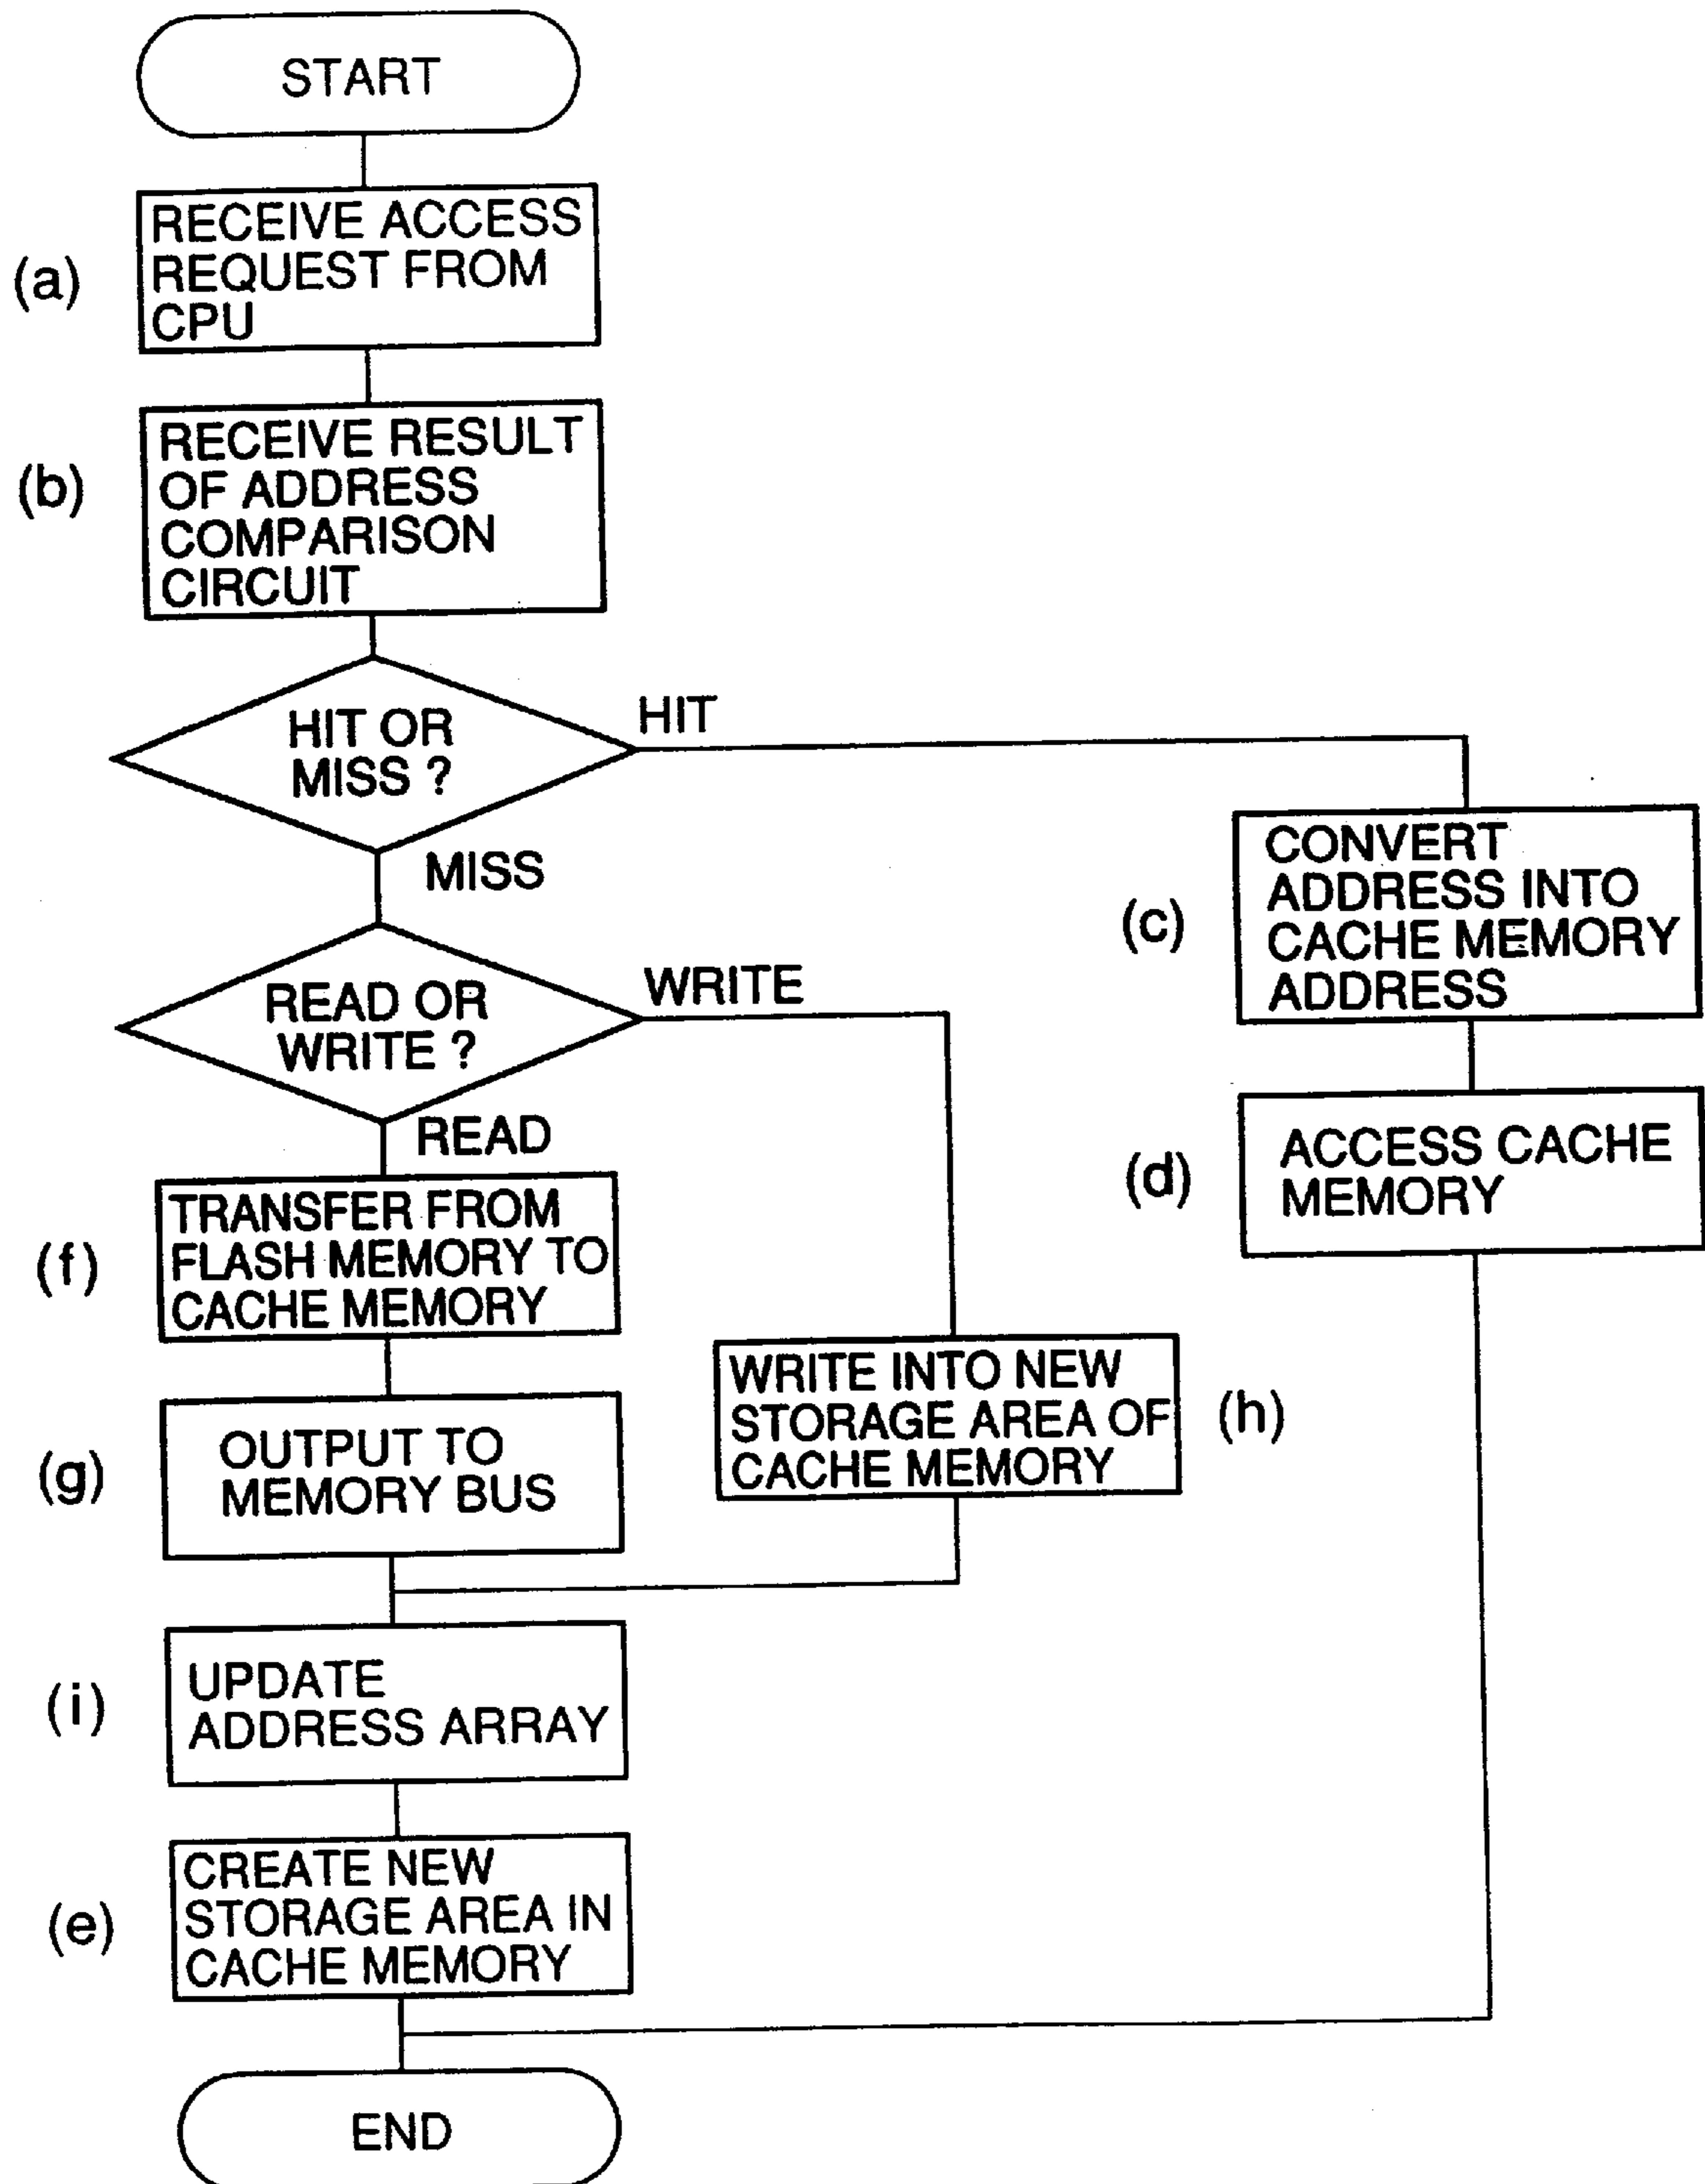 START
(a)
RECEIVE ACCESS
REQUEST FROM
CPU
(b)
RECEIVE RESULT
OF ADDRESS
COMPARISON
CIRCUIT
HIT OR
MISS ?
HIT
MISS
(c)
CONVERT
ADDRESS INTO
CACHE MEMORY
ADDRESS
READ OR
WRITE ?
WRITE
READ
(d)
ACCESS CACHE
MEMORY
(f)
TRANSFER FROM
FLASH MEMORY TO
CACHE MEMORY
WRITE INTO NEW
STORAGE AREA OF
CACHE MEMORY
(h)
(g)
OUTPUT TO
MEMORY BUS
(i)
UPDATE
ADDRESS ARRAY
(e)
CREATE NEW
STORAGE AREA IN
CACHE MEMORY
END